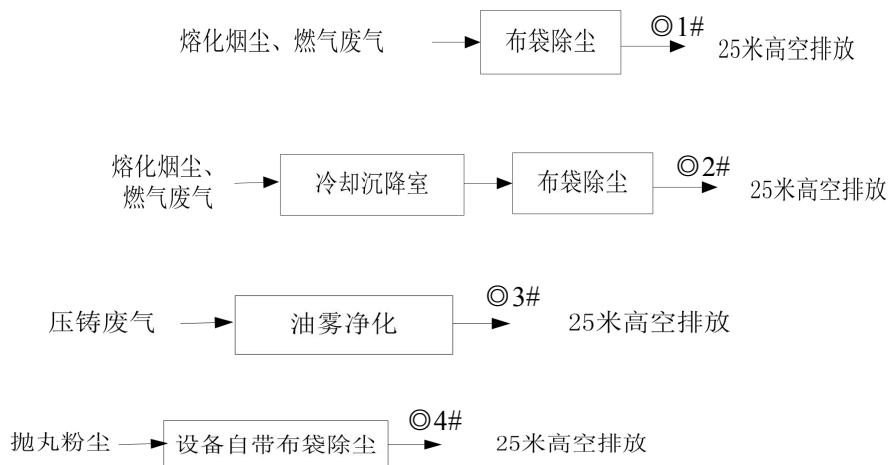 熔化烟尘、燃气废气
布袋除尘
◎1#
25米高空排放
熔化烟尘、
燃气废气
冷却沉降室
布袋除尘
◎2#
25米高空排放
压铸废气
油雾净化
◎3#
25米高空排放
抛丸粉尘
设备自带布袋除尘
◎4#
25米高空排放